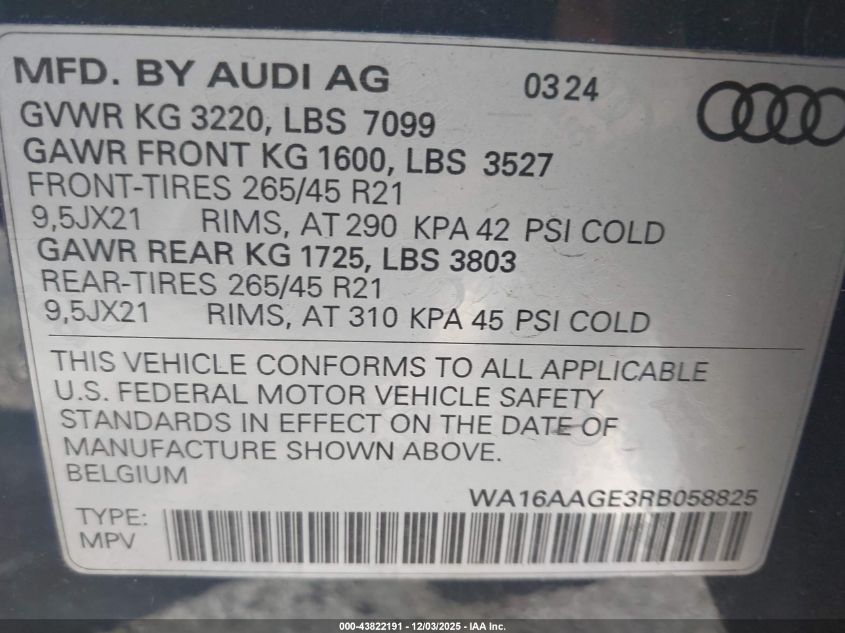 MFD. BY AUDI AG 0324
GVWR KG 3220, LBS 7099
GAWR FRONT KG 1600, LBS 3527
FRONT-TIRES 265/45 R21
9,5JX21 RIMS, AT 290 KPA 42 PSI COLD
GAWR REAR KG 1725, LBS 3803
REAR-TIRES 265/45 R21
9,5JX21 RIMS, AT 310 KPA 45 PSI COLD
THIS VEHICLE CONFORMS TO ALL APPLICABLE
U.S. FEDERAL MOTOR VEHICLE SAFETY
STANDARDS IN EFFECT ON THE DATE OF
MANUFACTURE SHOWN ABOVE.
BELGIUM
WA16AAGE3RB058825
TYPE:
MPV
000-43822191 - 12/03/2025 - IAA Inc.